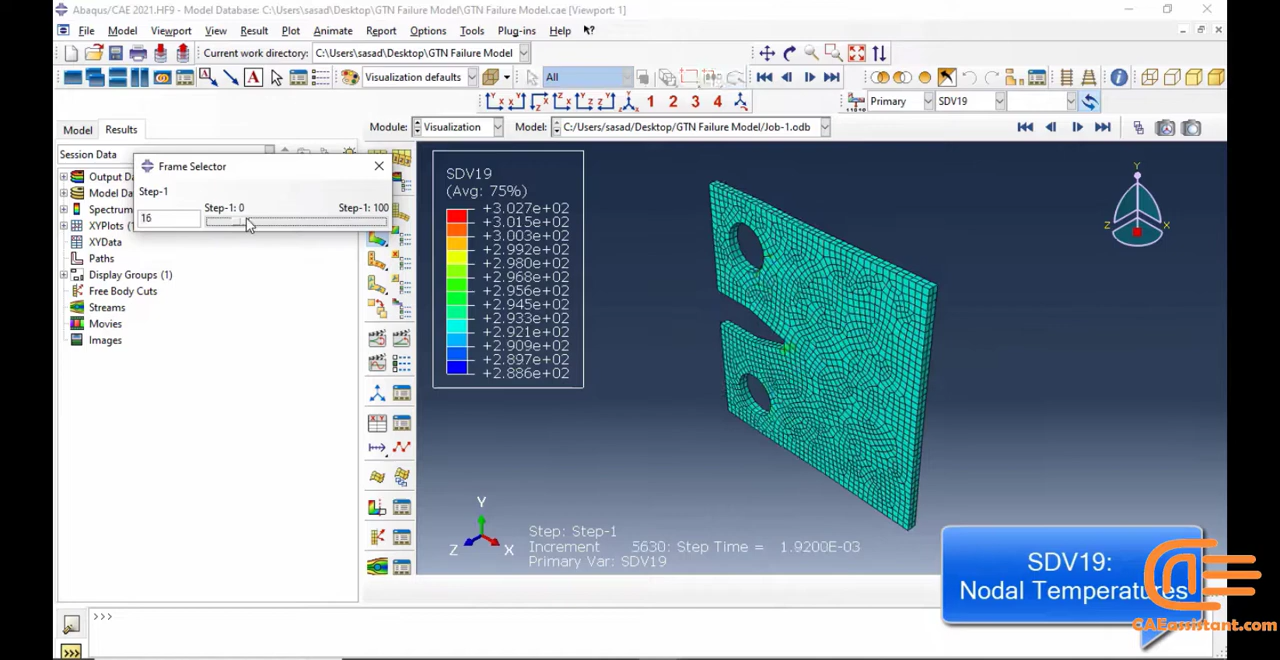 Abaqus/CAE 2021.HF9 - Model Database: C:\Users\sasad\Desktop\GTN Failure Model\GTN Failure Model.cae [Viewport: 1]
File Model Viewport View Result Plot Animate Report Options Tools Plug-ins Help
Current work directory: C:\Users\sasad\Desktop\GTN Failure Model
A Visualization defaults All
1 2 3 4 Primary SDV19
Model Results Module: Visualization Model: C:/Users/sasad/Desktop/GTN Failure Model/Job-1.odb
Session Data
Frame Selector
Step-1
Step-1: 0 Step-1: 100
16
Output Da
Model Da
Spectrum
XYPlots (1
XYData
Paths
Display Groups (1)
Free Body Cuts
Streams
Movies
Images
SDV19
(Avg: 75%)
+3.027e+02
+3.015e+02
+3.003e+02
+2.992e+02
+2.980e+02
+2.968e+02
+2.956e+02
+2.945e+02
+2.933e+02
+2.921e+02
+2.909e+02
+2.897e+02
+2.886e+02
Y
Z X
Y
Z X
Step: Step-1
Increment 5630: Step Time = 1.9200E-03
Primary Var: SDV19
SDV19:
Nodal Temperatures
CAEassistant.com
>>>
>>>